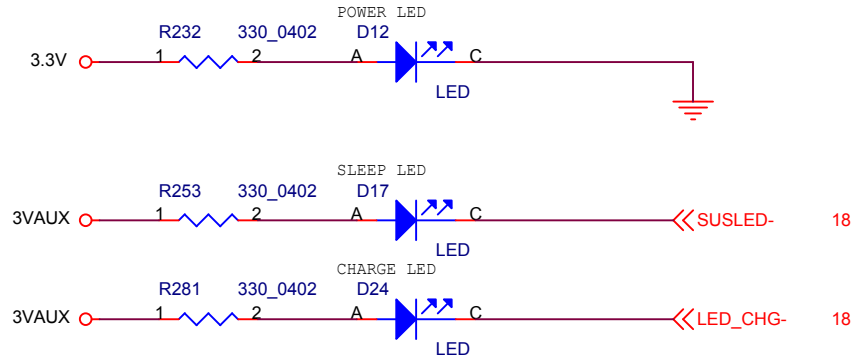 POWER LED
R232 330_0402 D12
3.3V 1 2 A C
LED
SLEEP LED
R253 330_0402 D17
3VAUX 1 2 A C SUSLED- 18
LED
CHARGE LED
R281 330_0402 D24
3VAUX 1 2 A C LED_CHG- 18
LED